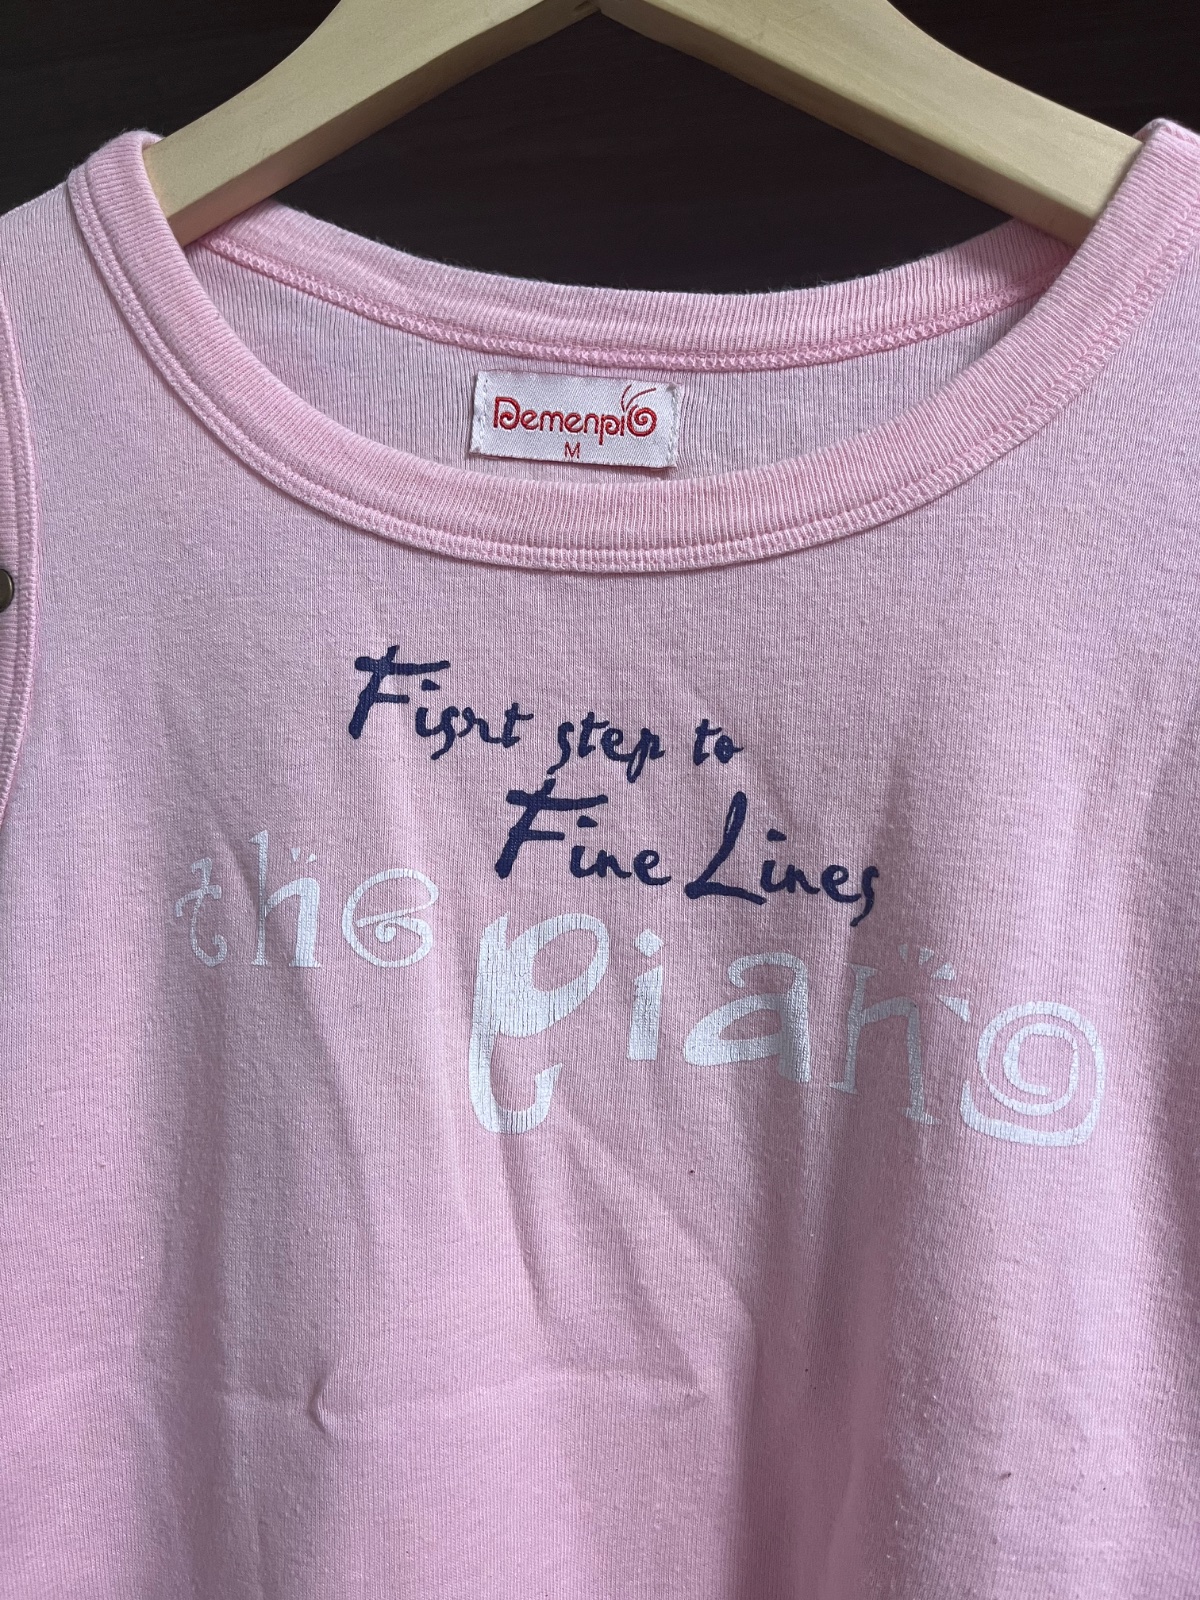 Demenpio
M
Fisrt step to
Fine Lines
the piano